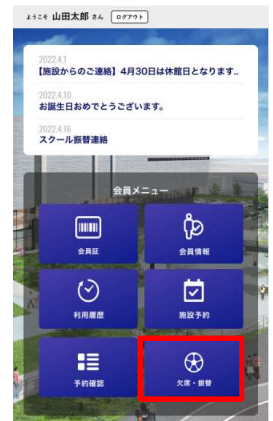 ようこそ 山田太郎 さん ログアウト
2022.4.1
【施設からのご連絡】4月30日は休館日となります..
2022.4.10
お誕生日おめでとうございます。
2022.4.16
スクール振替連絡
会員メニュー
会員証
会員情報
利用履歴
施設予約
予約確認
欠席・振替